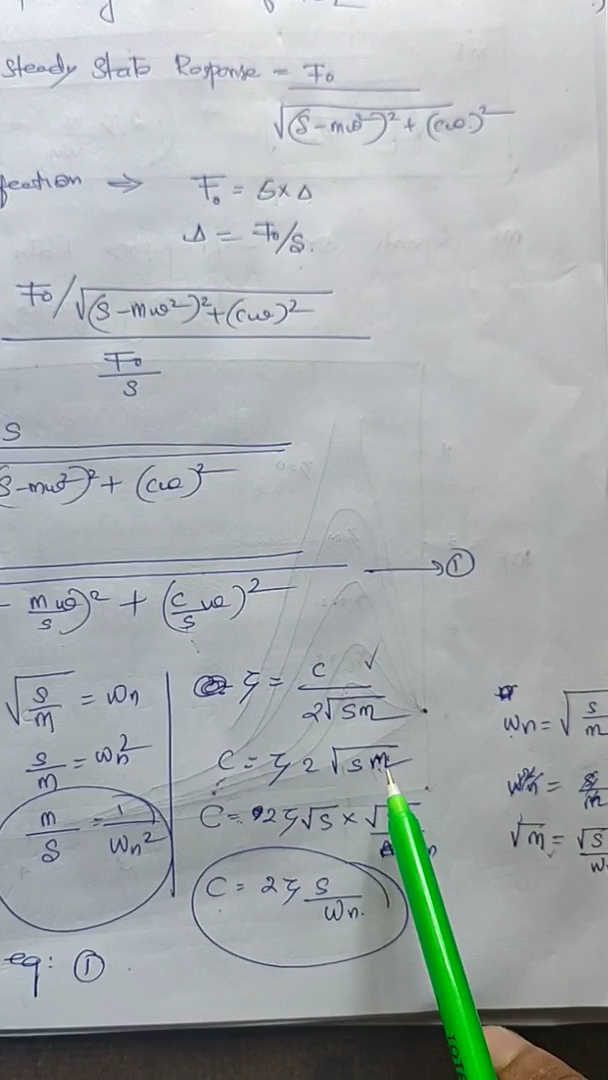 Steady State Response = F₀
√(S-mω²)²+(cω)²
fection ⇒ F₀ = S×Δ
Δ = F₀/S.
F₀/√(S-mω²)²+(cω)²
F₀
S
S
S-mω²)²+(cω)²
- mω²/S)² + (c/S ω)² → ①
√S/m = ωn
S/m = ωn²
m/S = 1/ωn²
ζ = c/2√Sm ✓
C = ζ 2 √Sm
C = 2ζ√S × √
C = 2ζ S/ωn.
ωn = √S/m
√m = √S
eq: ①